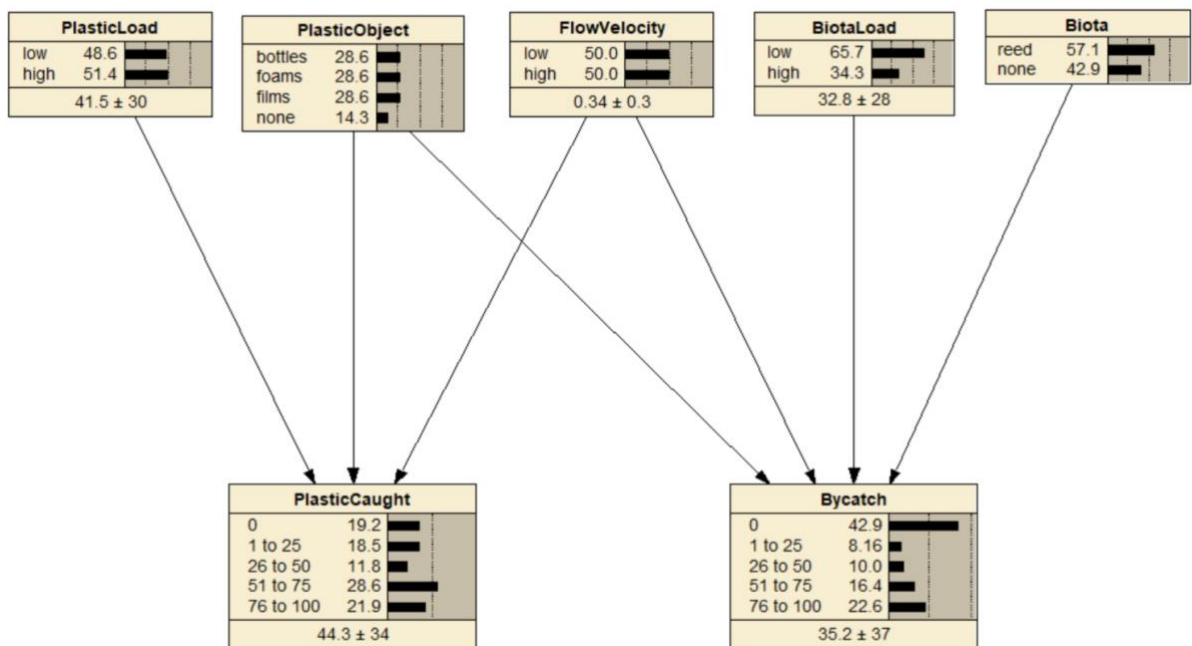 PlasticLoad
low 48.6
high 51.4
41.5 ± 30
PlasticObject
bottles 28.6
foams 28.6
films 28.6
none 14.3
FlowVelocity
low 50.0
high 50.0
0.34 ± 0.3
BiotaLoad
low 65.7
high 34.3
32.8 ± 28
Biota
reed 57.1
none 42.9
PlasticCaught
0 19.2
1 to 25 18.5
26 to 50 11.8
51 to 75 28.6
76 to 100 21.9
44.3 ± 34
Bycatch
0 42.9
1 to 25 8.16
26 to 50 10.0
51 to 75 16.4
76 to 100 22.6
35.2 ± 37